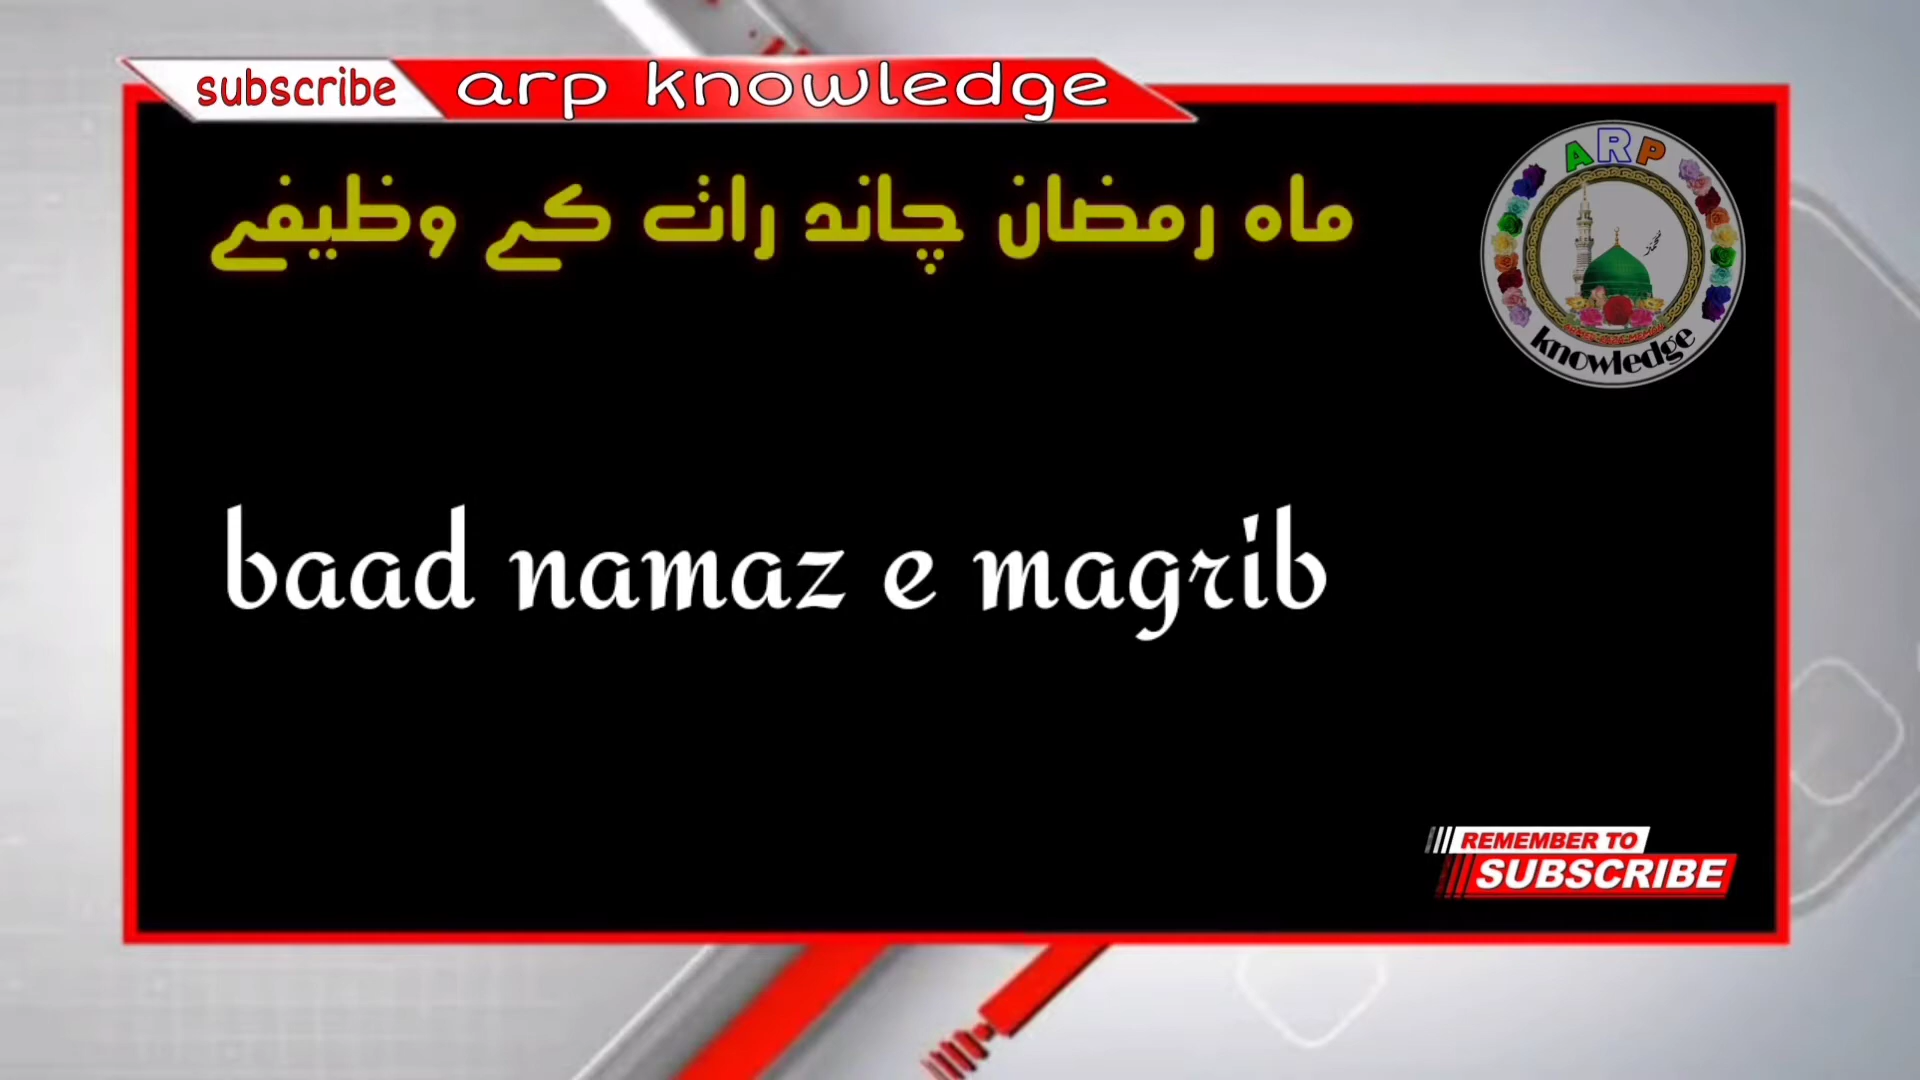 subscribe arp knowledge
ماہ رمضان چاند رات کے وظیفے
ARP
knowledge
baad namaz e magrib
REMEMBER TO
SUBSCRIBE